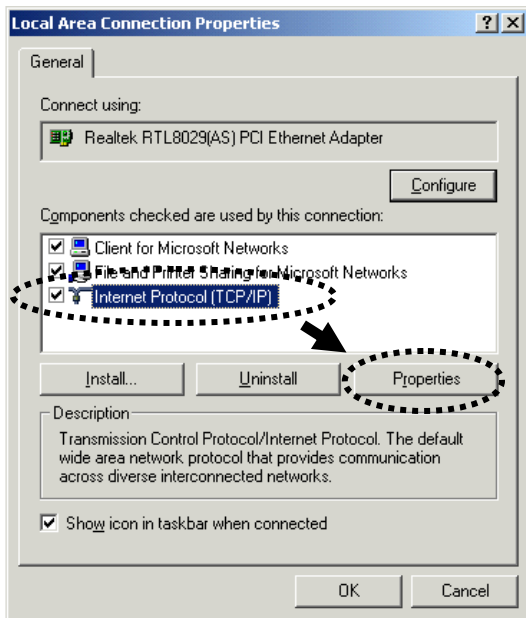 Local Area Connection Properties
General
Connect using:
Realtek RTL8029(AS) PCI Ethernet Adapter
Configure
Components checked are used by this connection:
Client for Microsoft Networks
File and Printer Sharing for Microsoft Networks
Internet Protocol (TCP/IP)
Install... Uninstall Properties
Description
Transmission Control Protocol/Internet Protocol. The default
wide area network protocol that provides communication
across diverse interconnected networks.
Show icon in taskbar when connected
OK Cancel